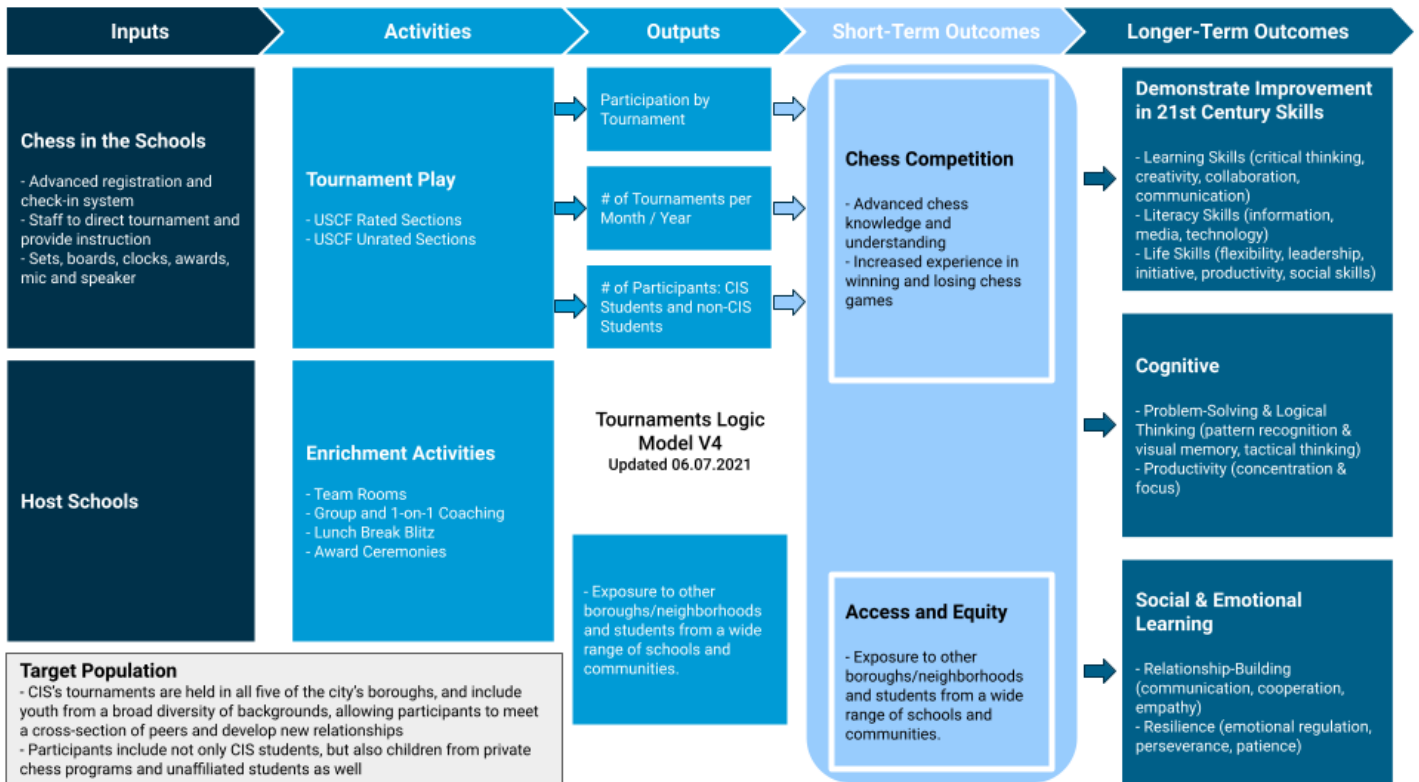 Inputs
Activities
Outputs
Short-Term Outcomes
Longer-Term Outcomes
Chess in the Schools
- Advanced registration and
check-in system
- Staff to direct tournament and
provide instruction
- Sets, boards, clocks, awards,
mic and speaker
Host Schools
Tournament Play
- USCF Rated Sections
- USCF Unrated Sections
Enrichment Activities
- Team Rooms
- Group and 1-on-1 Coaching
- Lunch Break Blitz
- Award Ceremonies
Participation by
Tournament
# of Tournaments per
Month / Year
# of Participants: CIS
Students and non-CIS
Students
Tournaments Logic
Model V4
Updated 06.07.2021
- Exposure to other
boroughs/neighborhoods
and students from a wide
range of schools and
communities.
Chess Competition
- Advanced chess
knowledge and
understanding
- Increased experience in
winning and losing chess
games
Access and Equity
- Exposure to other
boroughs/neighborhoods
and students from a wide
range of schools and
communities.
Demonstrate Improvement
in 21st Century Skills
- Learning Skills (critical thinking,
creativity, collaboration,
communication)
- Literacy Skills (information,
media, technology)
- Life Skills (flexibility, leadership,
initiative, productivity, social skills)
Cognitive
- Problem-Solving & Logical
Thinking (pattern recognition &
visual memory, tactical thinking)
- Productivity (concentration &
focus)
Social & Emotional
Learning
- Relationship-Building
(communication, cooperation,
empathy)
- Resilience (emotional regulation,
perseverance, patience)
Target Population
- CIS's tournaments are held in all five of the city's boroughs, and include
youth from a broad diversity of backgrounds, allowing participants to meet
a cross-section of peers and develop new relationships
- Participants include not only CIS students, but also children from private
chess programs and unaffiliated students as well